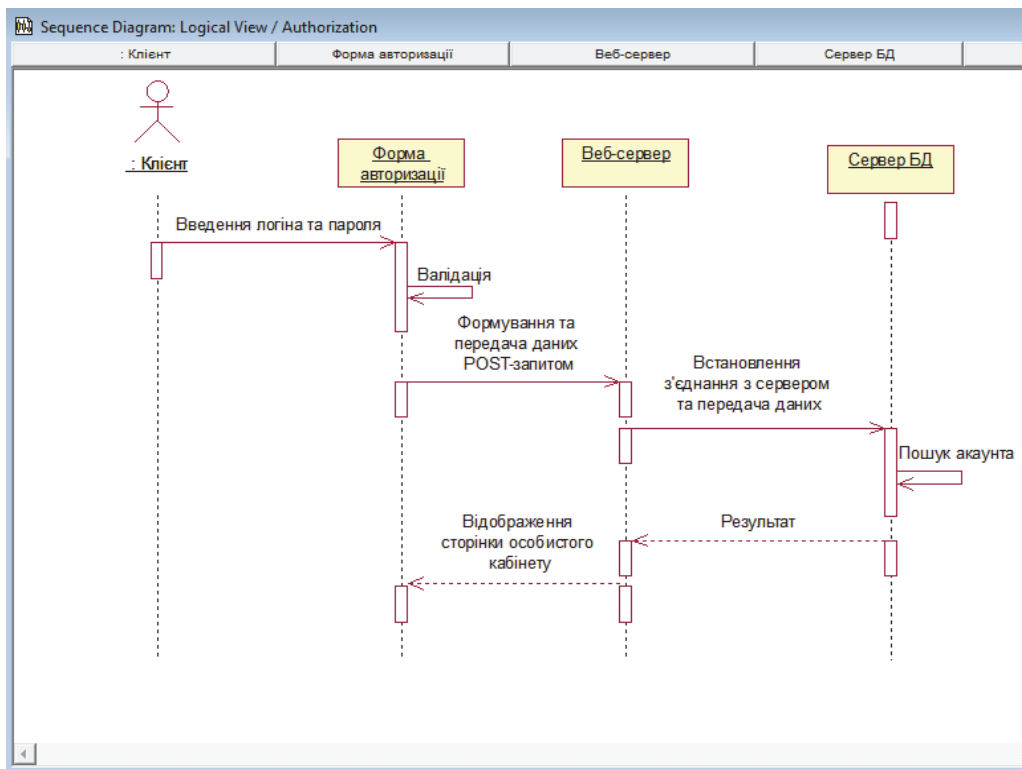 Sequence Diagram: Logical View / Authorization
: Клієнт
Форма авторизації
Веб-сервер
Сервер БД
: Клієнт
Форма
авторизації
Веб-сервер
Сервер БД
Введення логіна та пароля
Валідація
Формування та
передача даних
POST-запитом
Встановлення
з'єднання з сервером
та передача даних
Пошук акаунта
Результат
Відображення
сторінки особистого
кабінету